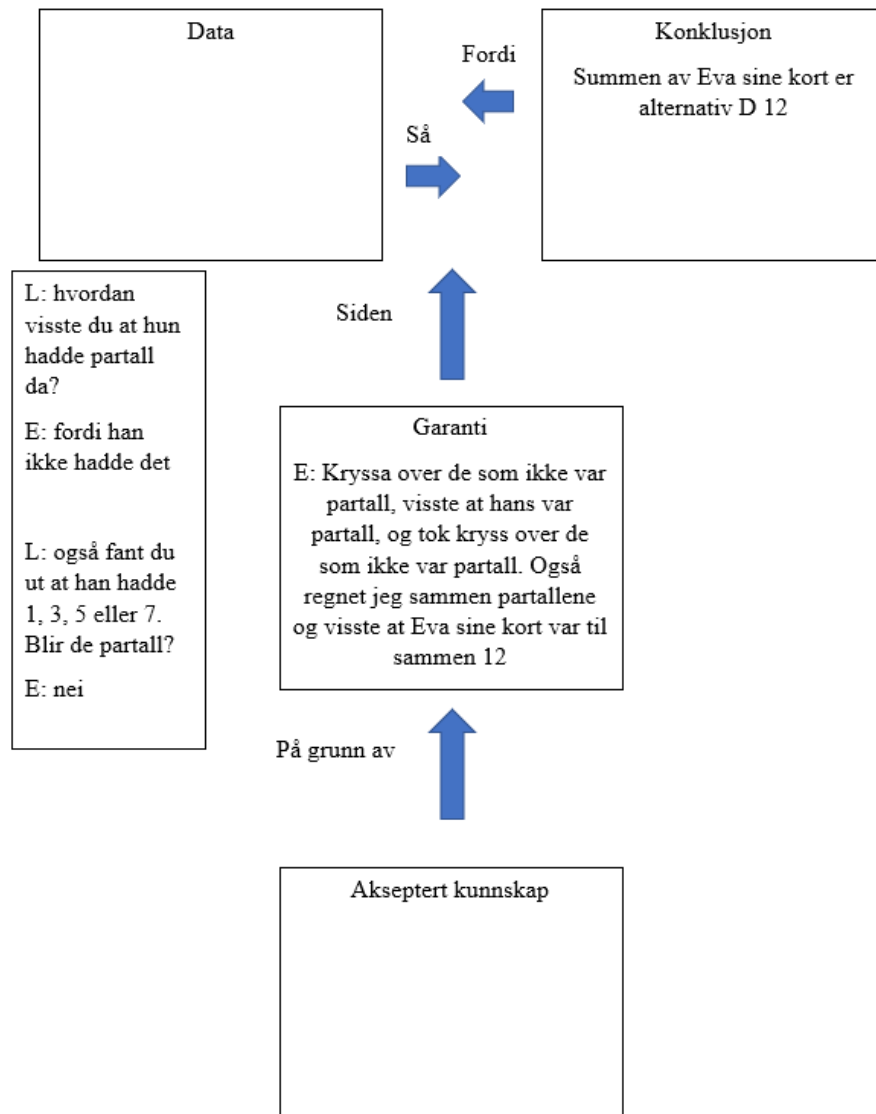 Data
Fordi
Konklusjon
Summen av Eva sine kort er
alternativ D 12
Så
L: hvordan
visste du at hun
hadde partall
da?
E: fordi han
ikke hadde det
L: også fant du
ut at han hadde
1, 3, 5 eller 7.
Blir de partall?
E: nei
Siden
Garanti
E: Kryssa over de som ikke var
partall, visste at hans var
partall, og tok kryss over de
som ikke var partall. Også
regnet jeg sammen partallene
og visste at Eva sine kort var til
sammen 12
På grunn av
Akseptert kunnskap